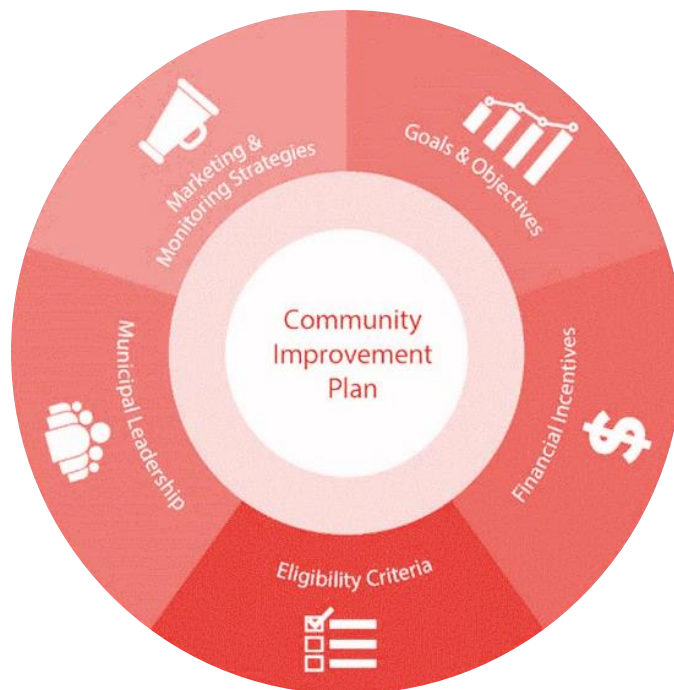 Community
Improvement
Plan
Goals & Objectives
Financial Incentives
Eligibility Criteria
Municipal Leadership
Marketing &
Monitoring Strategies
$